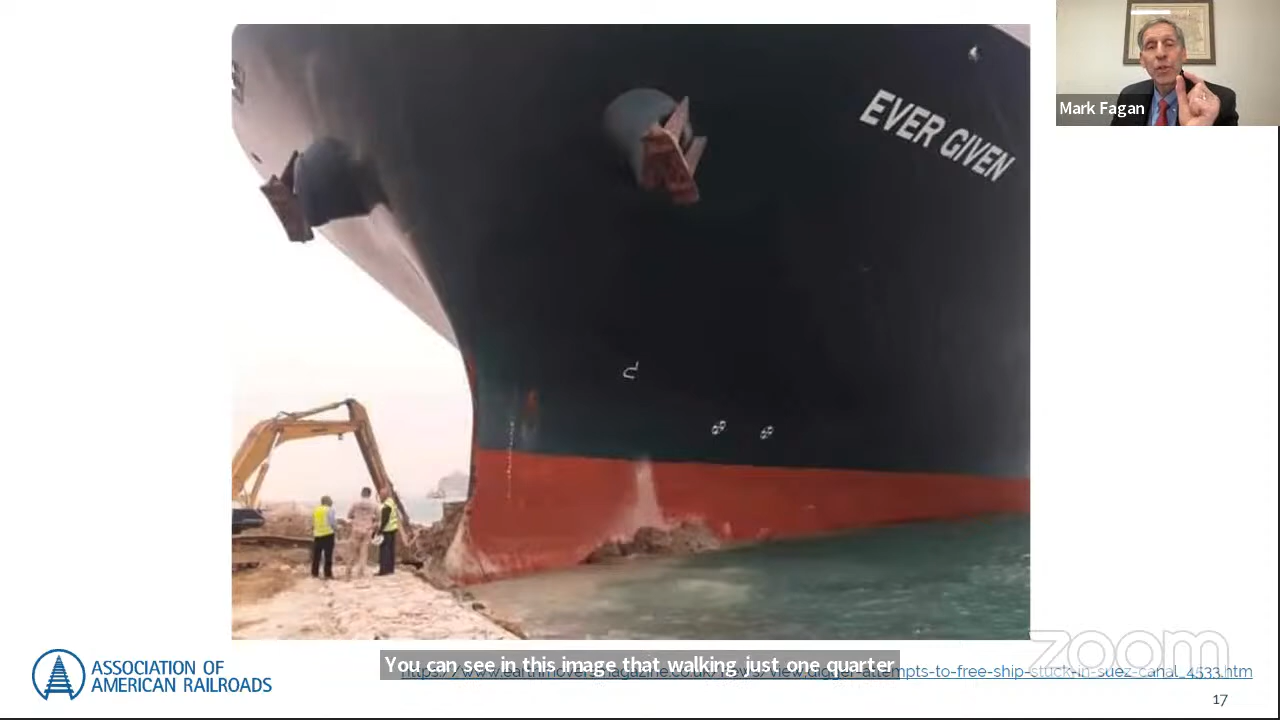 EVER GIVEN
Mark Fagan
You can see in this image that walking just one quarter
ASSOCIATION OF
AMERICAN RAILROADS
zoom
17